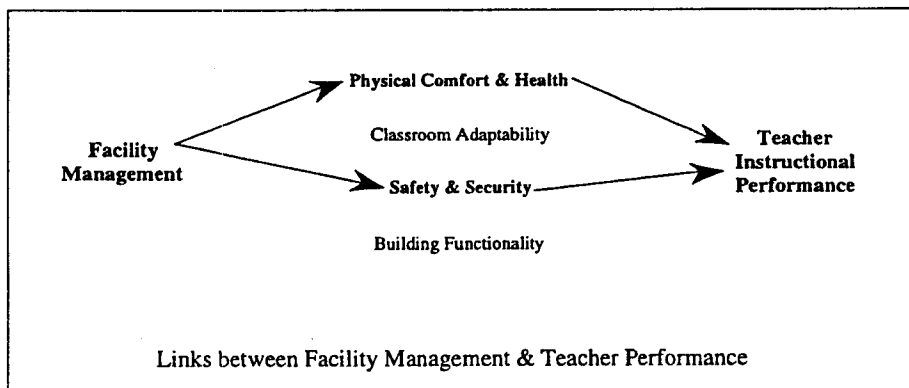 Physical Comfort & Health
Classroom Adaptability
Facility
Management
Teacher
Instructional
Performance
Safety & Security
Building Functionality
Links between Facility Management & Teacher Performance